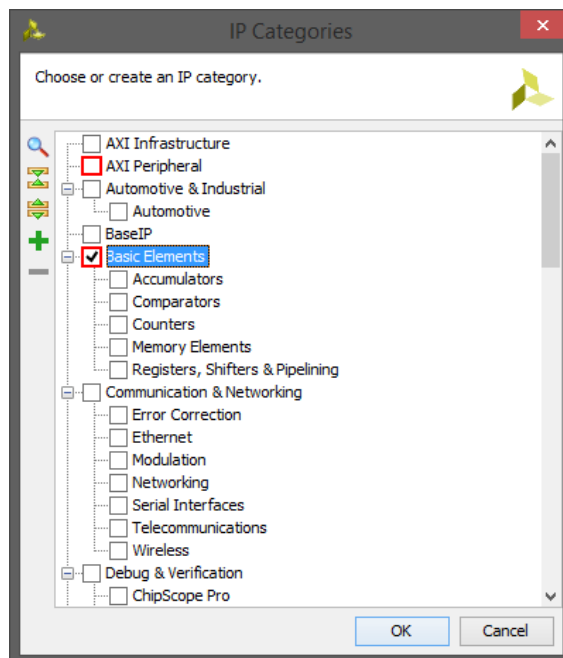 IP Categories
Choose or create an IP category.
AXI Infrastructure
AXI Peripheral
Automotive & Industrial
Automotive
BaseIP
Basic Elements
Accumulators
Comparators
Counters
Memory Elements
Registers, Shifters & Pipelining
Communication & Networking
Error Correction
Ethernet
Modulation
Networking
Serial Interfaces
Telecommunications
Wireless
Debug & Verification
ChipScope Pro
OK Cancel